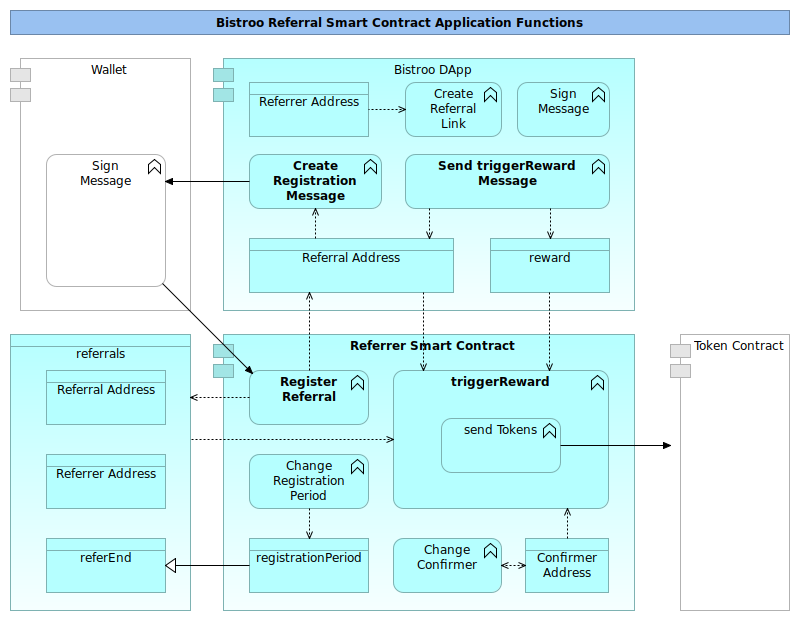 Bistroo Referral Smart Contract Application Functions
Wallet
Sign
Message
Bistroo DApp
Referrer Address
Create
Referral
Link
Sign
Message
Create
Registration
Message
Send triggerReward
Message
Referral Address
reward
referrals
Referral Address
Referrer Address
referEnd
Referrer Smart Contract
Register
Referral
triggerReward
send Tokens
Change
Registration
Period
registrationPeriod
Change
Confirmer
Confirmer
Address
Token Contract